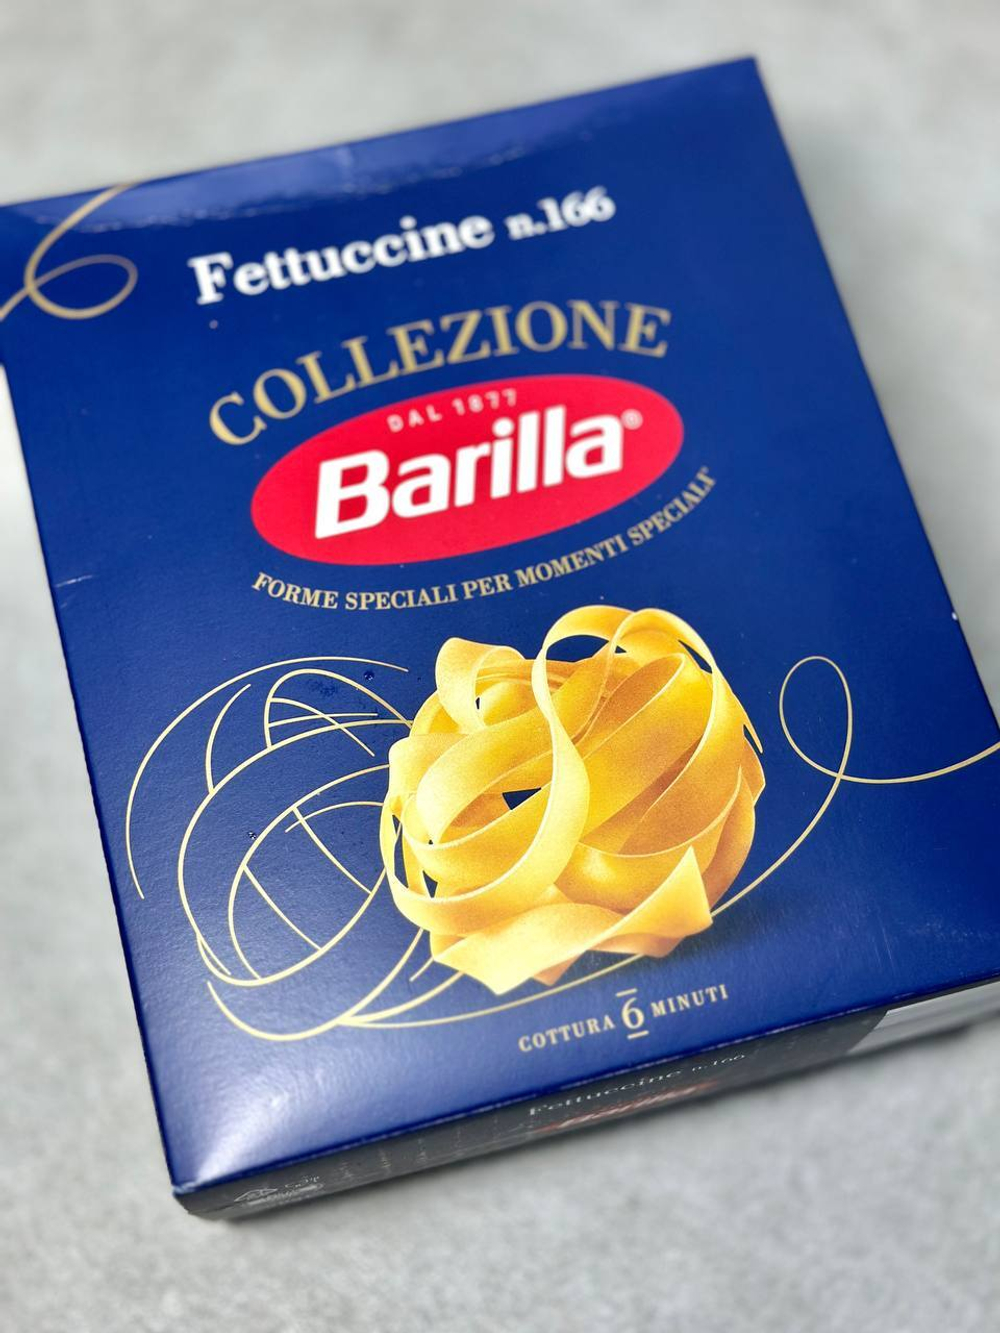 Fettuccine n.166
COLLEZIONE
DAL 1877
Barilla®
FORME SPECIALI PER MOMENTI SPECIALI
COTTURA 6 MINUTI
Fettuccine n.166